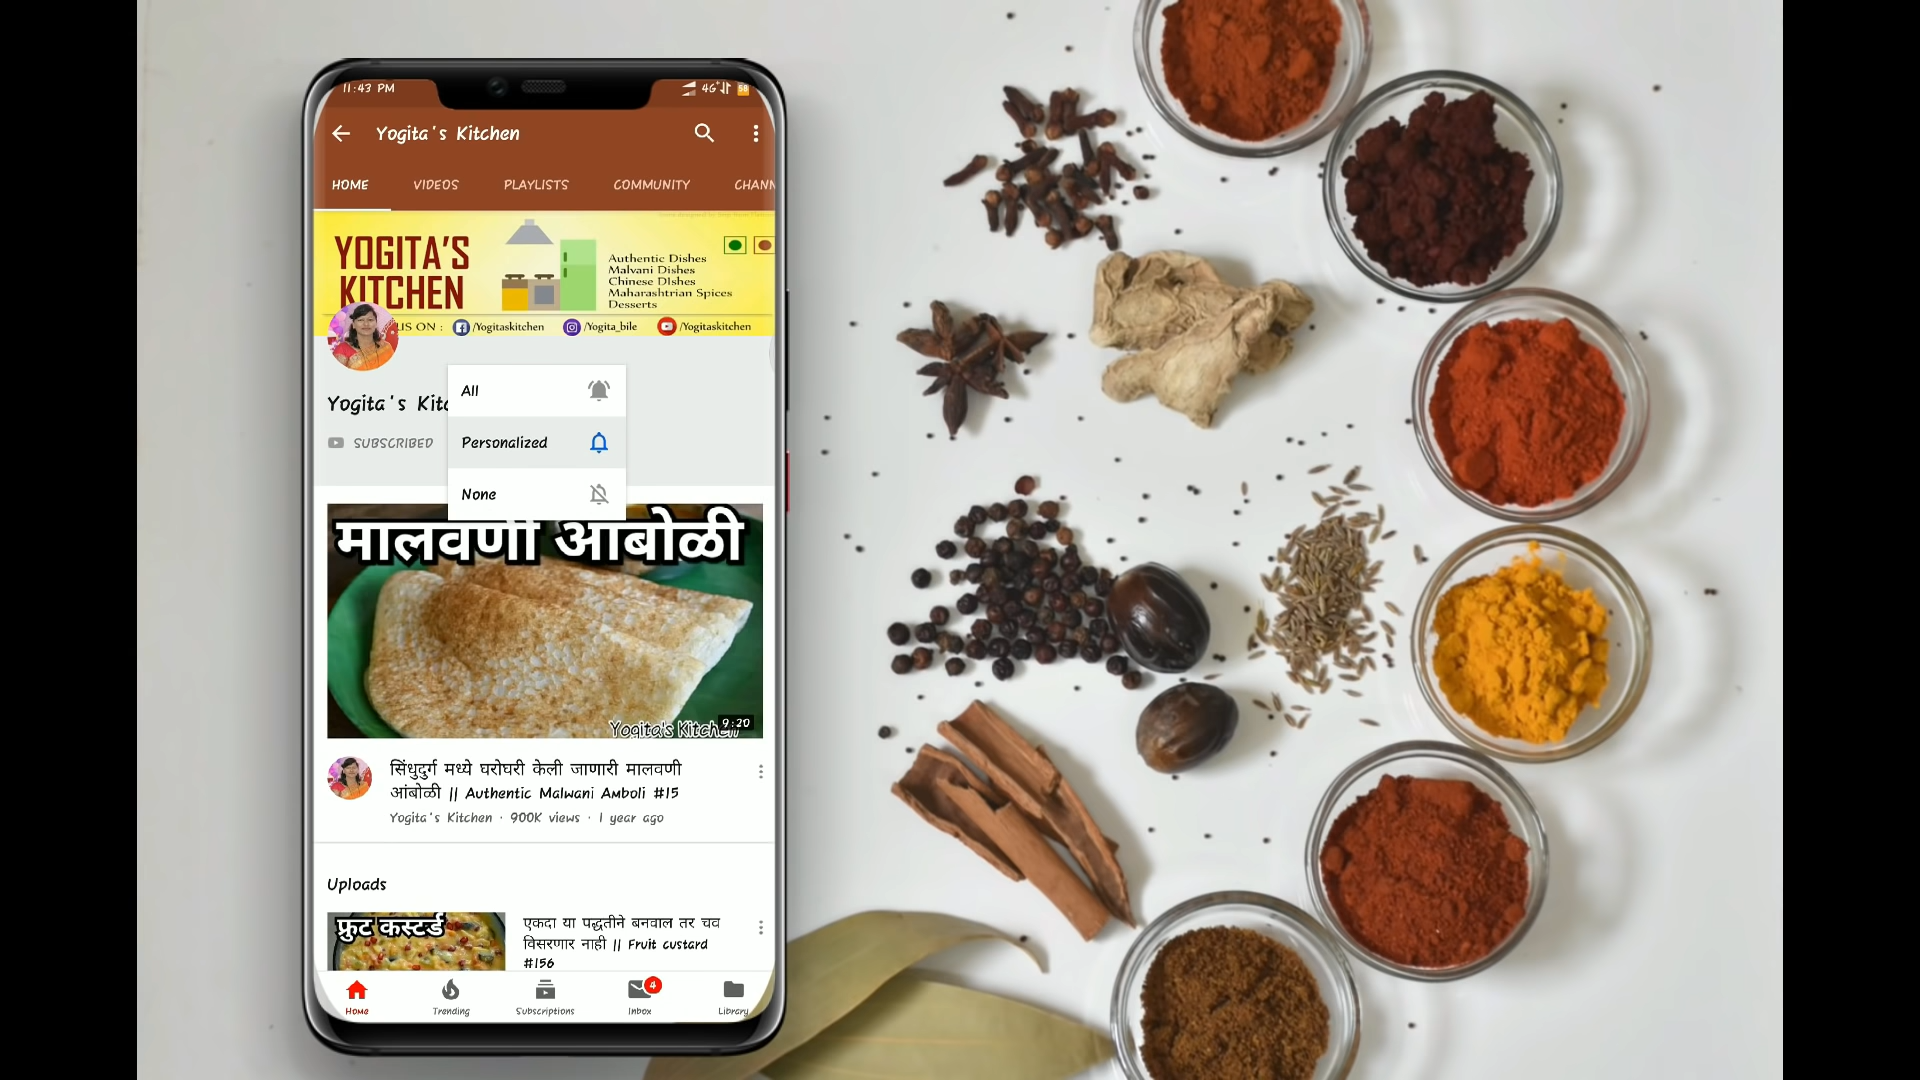 11:43 PM
4G
58
Yogita's Kitchen
HOME VIDEOS PLAYLISTS COMMUNITY CHANN
YOGITA'S
KITCHEN
Authentic Dishes
Malvani Dishes
Chinese DIshes
Maharashtrian Spices
Desserts
US ON : /Yogitaskitchen /Yogita_bile /Yogitaskitchen
All
Yogita's Kitc
Personalized
SUBSCRIBED
None
मालवणी आंबोळी
Yogita's Kitchen
9:20
सिंधुदुर्ग मध्ये घरोघरी केली जाणारी मालवणी
आंबोळी || Authentic Malwani Amboli #15
Yogita's Kitchen · 900K views · 1 year ago
Uploads
फ्रुट कस्टर्ड
एकदा या पद्धतीने बनवाल तर चव
विसरणार नाही || Fruit custard
#156
4
Home Trending Subscriptions Inbox Library